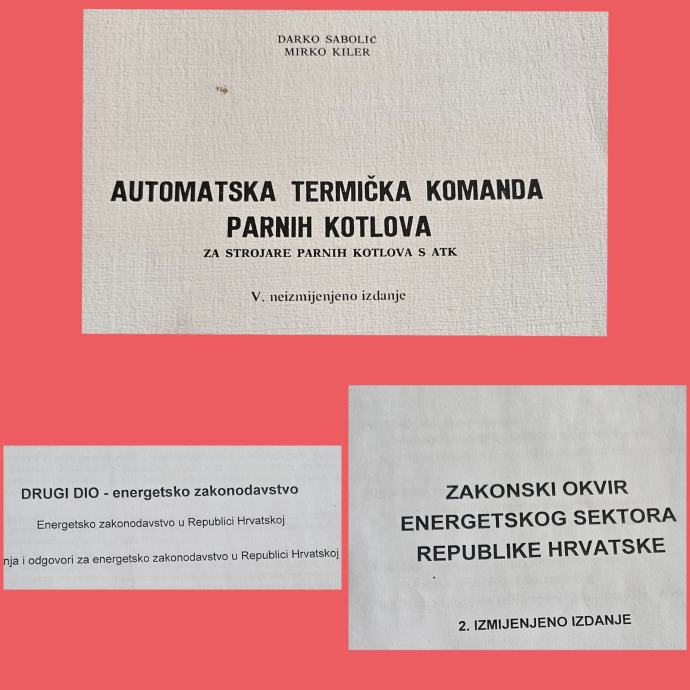 DARKO SABOLIĆ
MIRKO KILER
AUTOMATSKA TERMIČKA KOMANDA
PARNIH KOTLOVA
ZA STROJARE PARNIH KOTLOVA S ATK
V. neizmijenjeno izdanje
DRUGI DIO - energetsko zakonodavstvo
Energetsko zakonodavstvo u Republici Hrvatskoj
nja i odgovori za energetsko zakonodavstvo u Republici Hrvatskoj
ZAKONSKI OKVIR
ENERGETSKOG SEKTORA
REPUBLIKE HRVATSKE
2. IZMIJENJENO IZDANJE